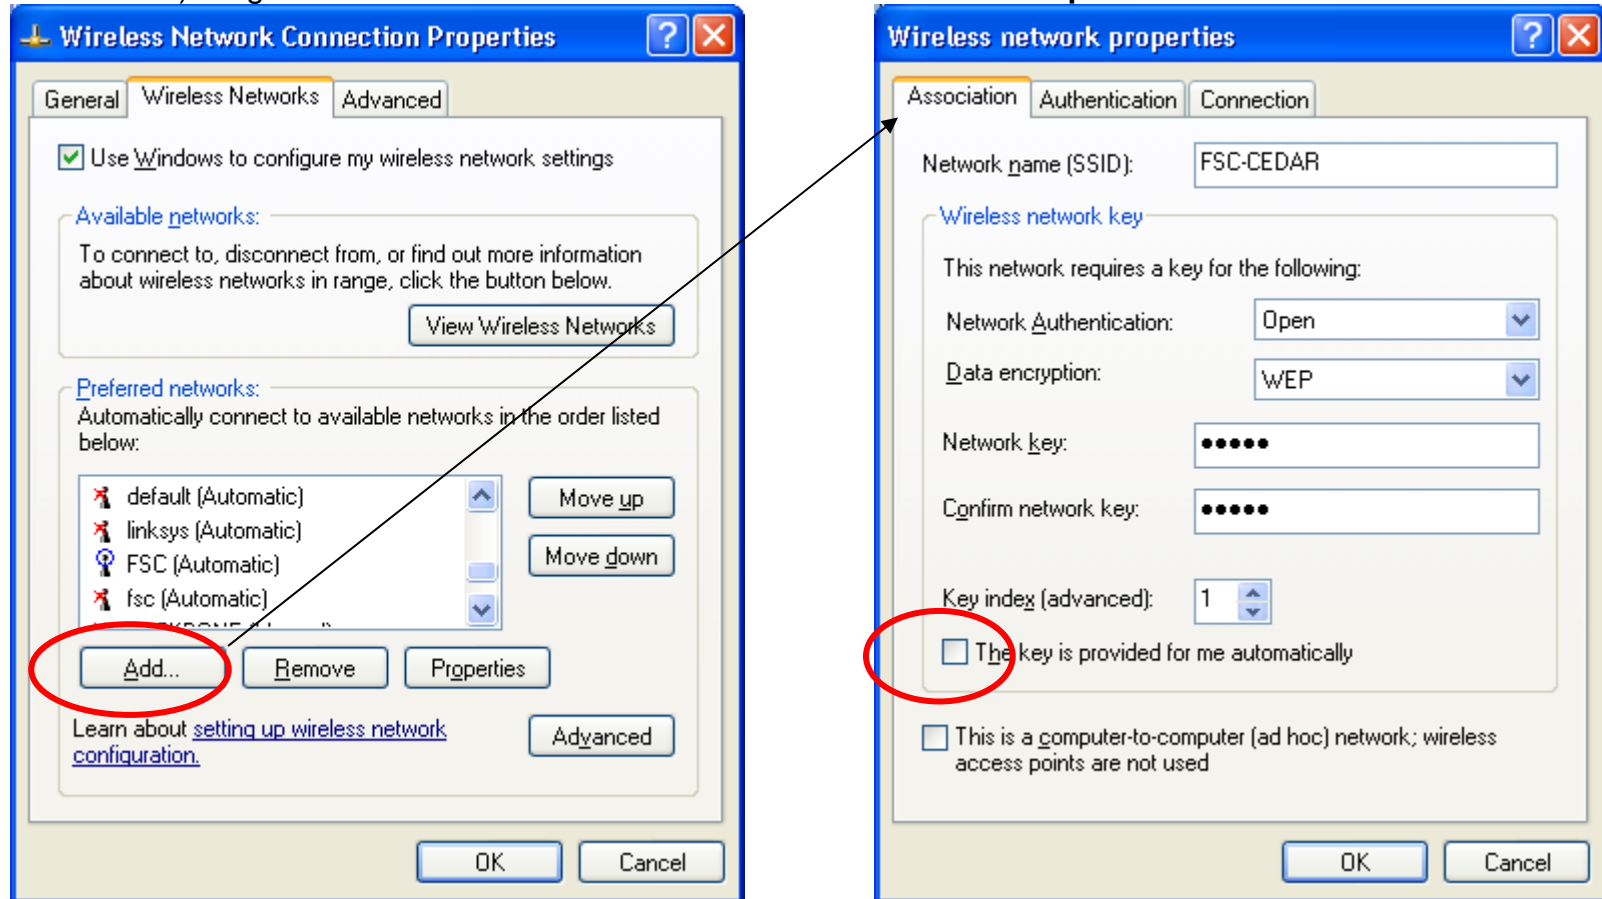 Wireless Network Connection Properties
General Wireless Networks Advanced
Use Windows to configure my wireless network settings
Available networks:
To connect to, disconnect from, or find out more information
about wireless networks in range, click the button below.
View Wireless Networks
Preferred networks:
Automatically connect to available networks in the order listed
below:
default (Automatic)
linksys (Automatic)
FSC (Automatic)
fsc (Automatic)
Move up
Move down
Add... Remove Properties
Learn about setting up wireless network
configuration.
Advanced
OK Cancel
Wireless network properties
Association Authentication Connection
Network name (SSID): FSC-CEDAR
Wireless network key
This network requires a key for the following:
Network Authentication: Open
Data encryption: WEP
Network key: •••••
Confirm network key: •••••
Key index (advanced): 1
The key is provided for me automatically
This is a computer-to-computer (ad hoc) network; wireless
access points are not used
OK Cancel